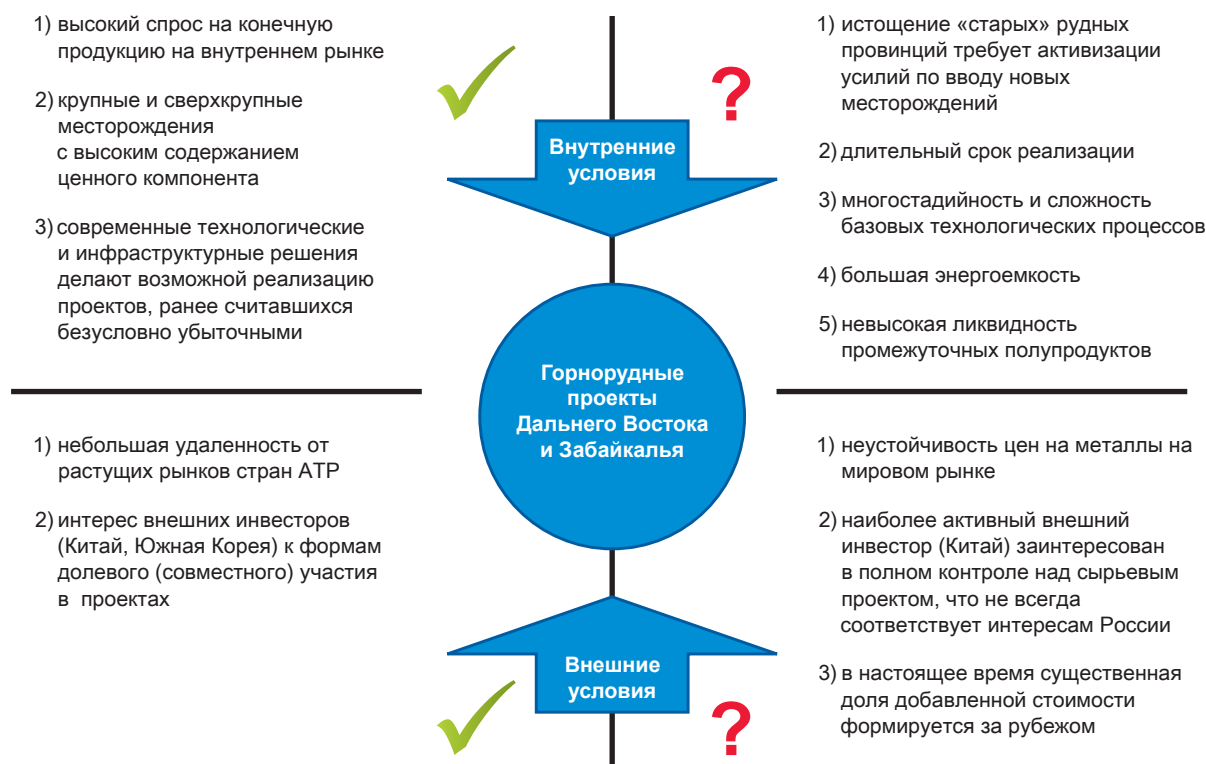 1) высокий спрос на конечную
продукцию на внутреннем рынке
2) крупные и сверхкрупные
месторождения
с высоким содержанием
ценного компонента
3) современные технологические
и инфраструктурные решения
делают возможной реализацию
проектов, ранее считавшихся
безусловно убыточными
?
Внутренние
условия
1) истощение «старых» рудных
провинций требует активизации
усилий по вводу новых
месторождений
2) длительный срок реализации
3) многостадийность и сложность
базовых технологических процессов
4) большая энергоемкость
5) невысокая ликвидность
промежуточных полупродуктов
Горнорудные
проекты
Дальнего Востока
и Забайкалья
1) небольшая удаленность от
растущих рынков стран АТР
2) интерес внешних инвесторов
(Китай, Южная Корея) к формам
долевого (совместного) участия
в проектах
Внешние
условия
?
1) неустойчивость цен на металлы на
мировом рынке
2) наиболее активный внешний
инвестор (Китай) заинтересован
в полном контроле над сырьевым
проектом, что не всегда
соответствует интересам России
3) в настоящее время существенная
доля добавленной стоимости
формируется за рубежом